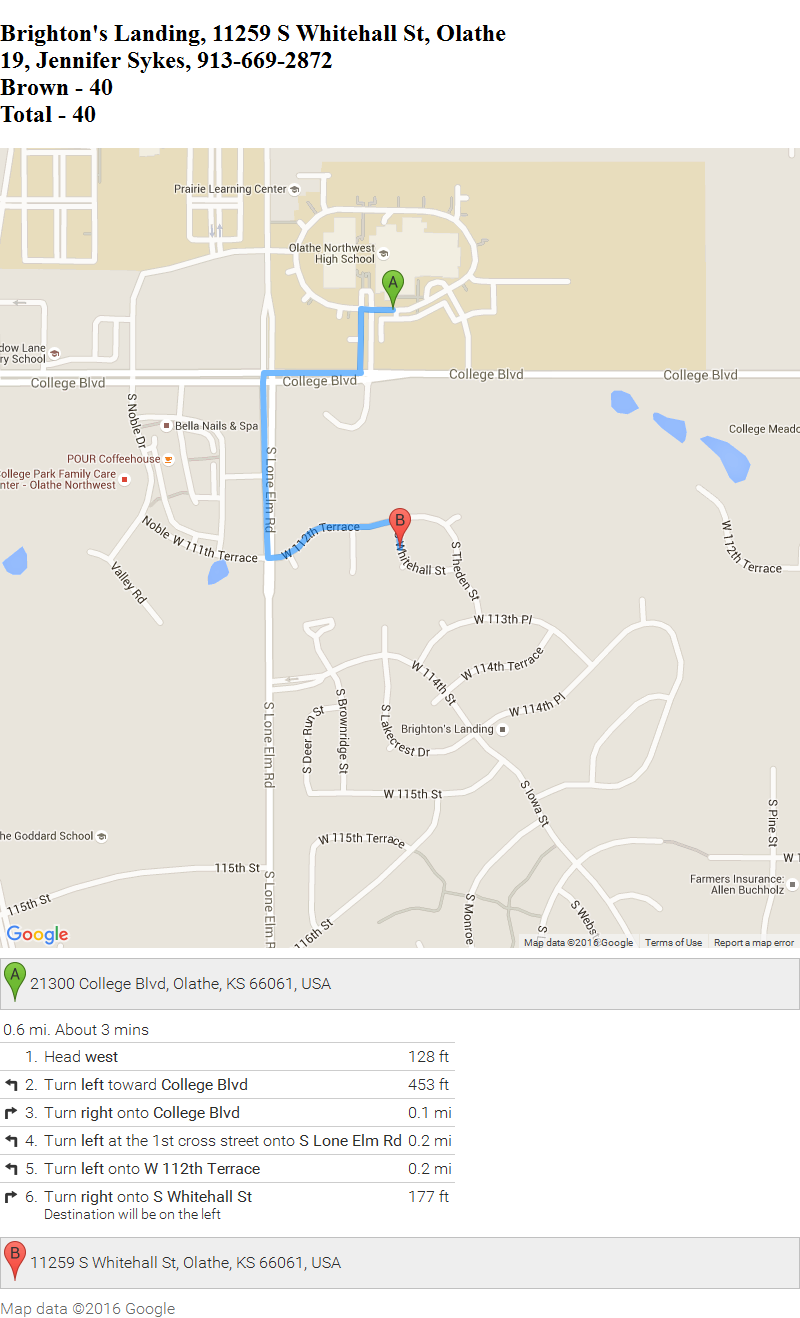 Brighton's Landing, 11259 S Whitehall St, Olathe
19, Jennifer Sykes, 913-669-2872
Brown - 40
Total - 40
Prairie Learning Center
Olathe Northwest
High School
A
dow Lane
ry School
College Blvd
College Blvd
College Blvd
College Blvd
S Noble Dr
Bella Nails & Spa
College Meado
POUR Coffeehouse
ollege Park Family Care
nter - Olathe Northwest
S Lone Elm Rd
B
Noble
W 111th Terrace
W 112th Terrace
S Whitehall St
S Theden St
W 112th Terrace
Valley Rd
W 113th Pl
W 114th Terrace
W 114th St
W 114th Pl
S Brownridge St
S Deer Run St
S Lakecrest Dr
Brighton's Landing
S Lone Elm Rd
W 115th St
S Iowa St
S Pine St
he Goddard School
W 115th Terrace
W 1
115th St
Farmers Insurance:
Allen Buchholz
115th St
S Lone Elm R
116th St
S Monroe
S
S Webs
Google
Map data ©2016 Google Terms of Use Report a map error
A 21300 College Blvd, Olathe, KS 66061, USA
0.6 mi. About 3 mins
1. Head west 128 ft
2. Turn left toward College Blvd 453 ft
3. Turn right onto College Blvd 0.1 mi
4. Turn left at the 1st cross street onto S Lone Elm Rd 0.2 mi
5. Turn left onto W 112th Terrace 0.2 mi
6. Turn right onto S Whitehall St 177 ft
Destination will be on the left
B 11259 S Whitehall St, Olathe, KS 66061, USA
Map data ©2016 Google